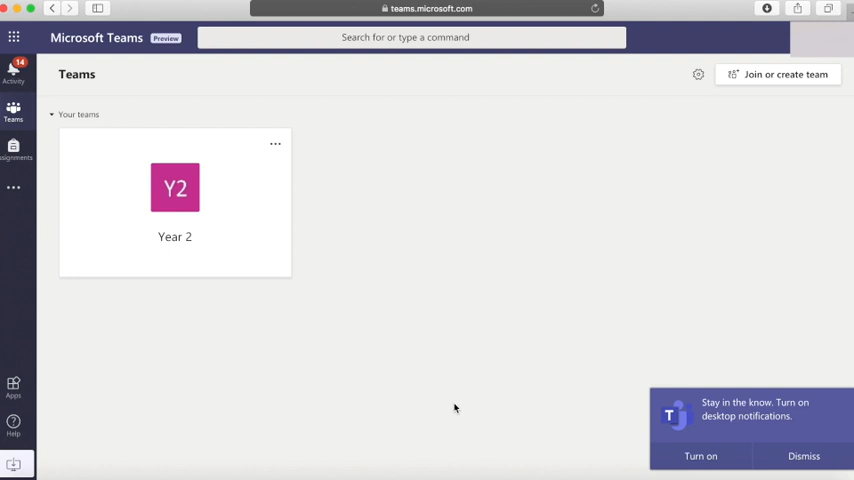 teams.microsoft.com
Microsoft Teams Preview
Search for or type a command
14
Activity
Teams
Teams
ssignments
Apps
Help
Join or create team
Your teams
Y2
Year 2
T
Stay in the know. Turn on
desktop notifications.
Turn on
Dismiss